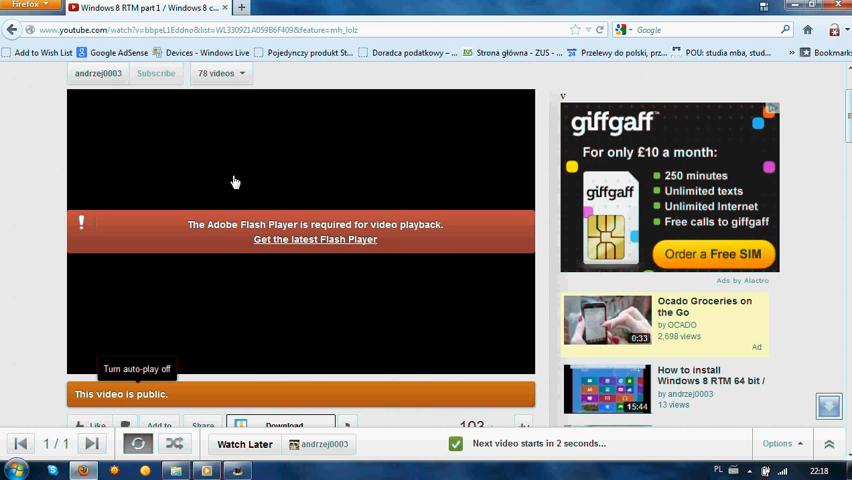 Firefox
Windows 8 RTM part 1 / Windows 8 c...
www.youtube.com/watch?v=bbpeL1Eddno&list=WL330921A059B6F409&feature=mh_lolz
Google
Add to Wish List
Google AdSense
Devices - Windows Live
Pojedynczy produkt St...
Doradca podatkowy – ...
Strona główna - ZUS - ...
Przelewy do polski, prz...
POU: studia mba, stud...
Bookmarks
andrzej0003
Subscribe
78 videos
The Adobe Flash Player is required for video playback.
Get the latest Flash Player
Turn auto-play off
This video is public.
Like
Add to
Share
Download
103
v
giffgaff
For only £10 a month:
250 minutes
Unlimited texts
Unlimited Internet
Free calls to giffgaff
giffgaff
Order a Free SIM
Ads by Alactro
Ocado Groceries on
the Go
by OCADO
2,698 views
0:33
Ad
How to install
Windows 8 RTM 64 bit /
by andrzej0003
13 views
15:44
1 / 1
Watch Later
andrzej0003
Next video starts in 2 seconds...
Options
PL
22:18